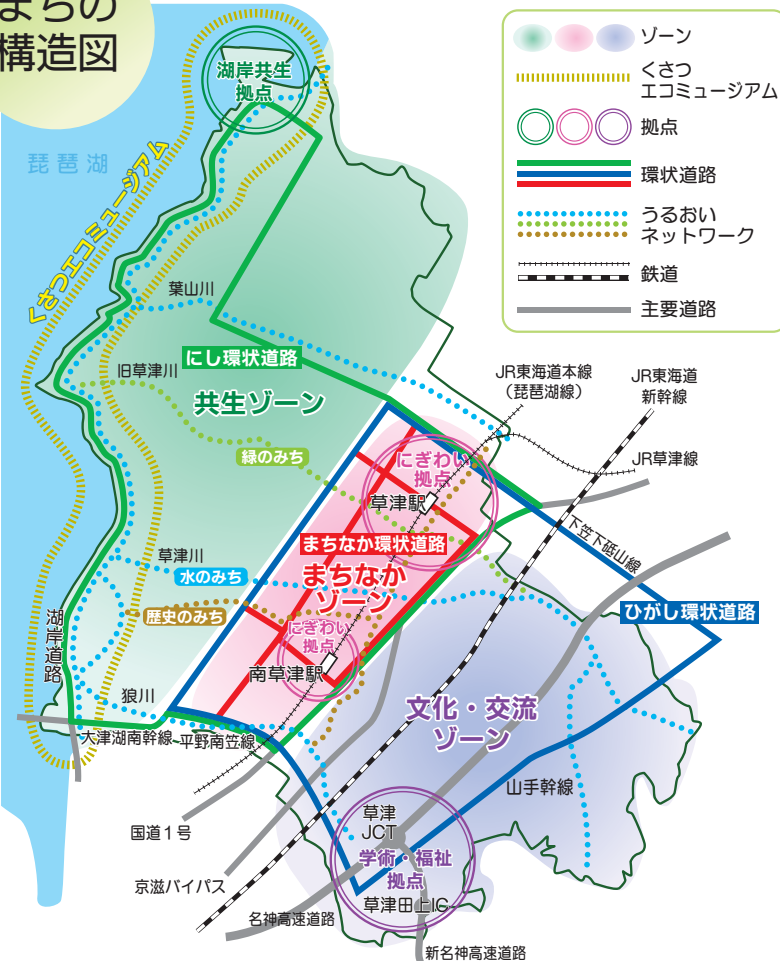 まちの
構造図
湖岸共生
拠点
琵琶湖
くさつエコミュージアム
ゾーン
くさつ
エコミュージアム
拠点
環状道路
うるおい
ネットワーク
鉄道
主要道路
葉山川
にし環状道路
旧草津川
共生ゾーン
緑のみち
JR東海道本線
（琵琶湖線）
JR東海道
新幹線
JR草津線
にぎわい
拠点
草津駅
まちなか環状道路
まちなか
ゾーン
下笠下砥山線
ひがし環状道路
草津川
水のみち
歴史のみち
湖岸道路
にぎわい
拠点
南草津駅
狼川
大津湖南幹線
平野南笠線
文化・交流
ゾーン
山手幹線
国道1号
草津
JCT
学術・福祉
拠点
草津田上IC
京滋バイパス
名神高速道路
新名神高速道路